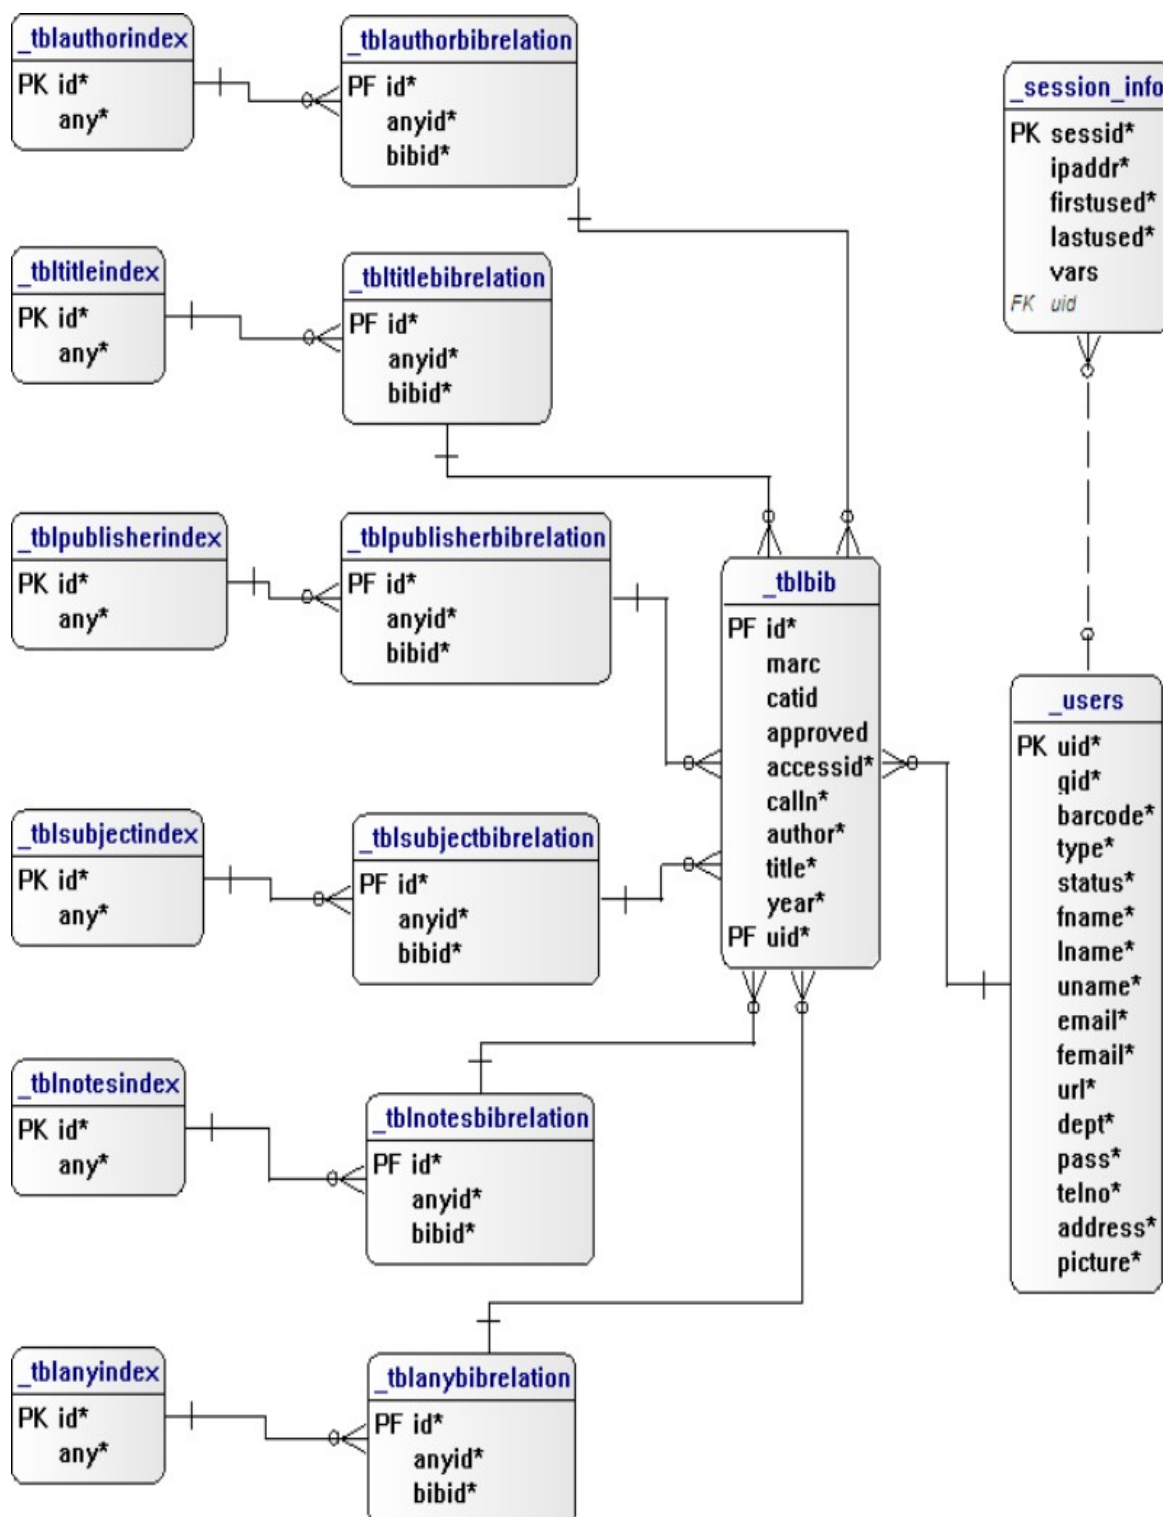 _tblauthorindex
PK id*
any*
_tblauthorbibrelation
PF id*
anyid*
bibid*
_session_info
PK sessid*
ipaddr*
firstused*
lastused*
vars
FK uid
_tbltitleindex
PK id*
any*
_tbltitlebibrelation
PF id*
anyid*
bibid*
_tblpublisherindex
PK id*
any*
_tblpublisherbibrelation
PF id*
anyid*
bibid*
_tblbib
PF id*
marc
catid
approved
accessid*
calln*
author*
title*
year*
PF uid*
_users
PK uid*
gid*
barcode*
type*
status*
fname*
lname*
uname*
email*
femail*
url*
dept*
pass*
telno*
address*
picture*
_tblsubjectindex
PK id*
any*
_tblsubjectbibrelation
PF id*
anyid*
bibid*
_tblnotesindex
PK id*
any*
_tblnotesbibrelation
PF id*
anyid*
bibid*
_tblanyindex
PK id*
any*
_tblanybibrelation
PF id*
anyid*
bibid*